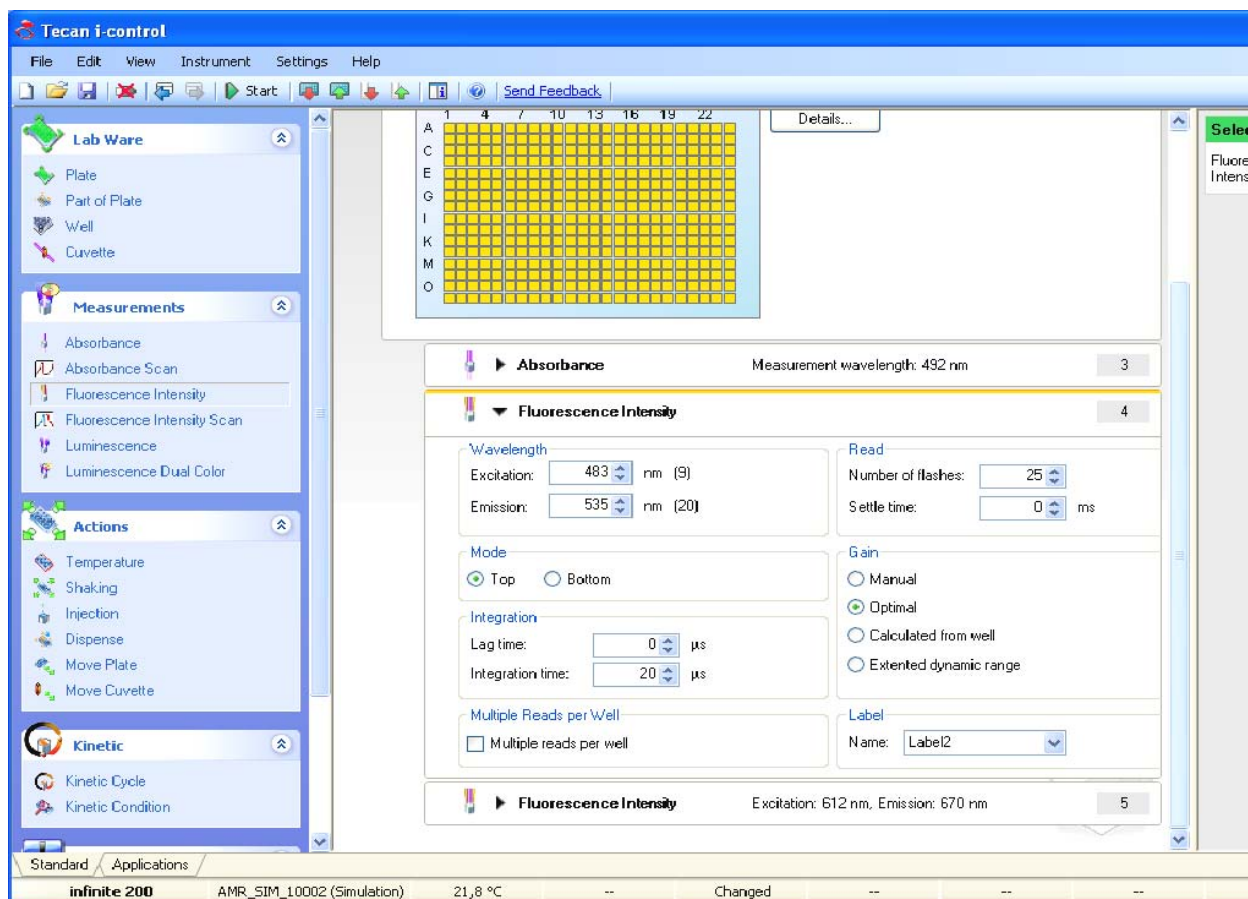 Tecan i-control
File Edit View Instrument Settings Help
Start Send Feedback
Lab Ware
Plate
Part of Plate
Well
Cuvette
Measurements
Absorbance
Absorbance Scan
Fluorescence Intensity
Fluorescence Intensity Scan
Luminescence
Luminescence Dual Color
Actions
Temperature
Shaking
Injection
Dispense
Move Plate
Move Cuvette
Kinetic
Kinetic Cycle
Kinetic Condition
1 4 7 10 13 16 19 22
A
C
E
G
I
K
M
O
Details...
Absorbance Measurement wavelength: 492 nm 3
Fluorescence Intensity 4
Wavelength
Excitation: 483 nm (9)
Emission: 535 nm (20)
Read
Number of flashes: 25
Settle time: 0 ms
Mode
Top Bottom
Gain
Manual
Optimal
Calculated from well
Extented dynamic range
Integration
Lag time: 0 µs
Integration time: 20 µs
Multiple Reads per Well
Multiple reads per well
Label
Name: Label2
Fluorescence Intensity Excitation: 612 nm, Emission: 670 nm 5
Standard Applications
infinite 200 AMR_SIM_10002 (Simulation) 21,8 °C -- Changed -- -- --